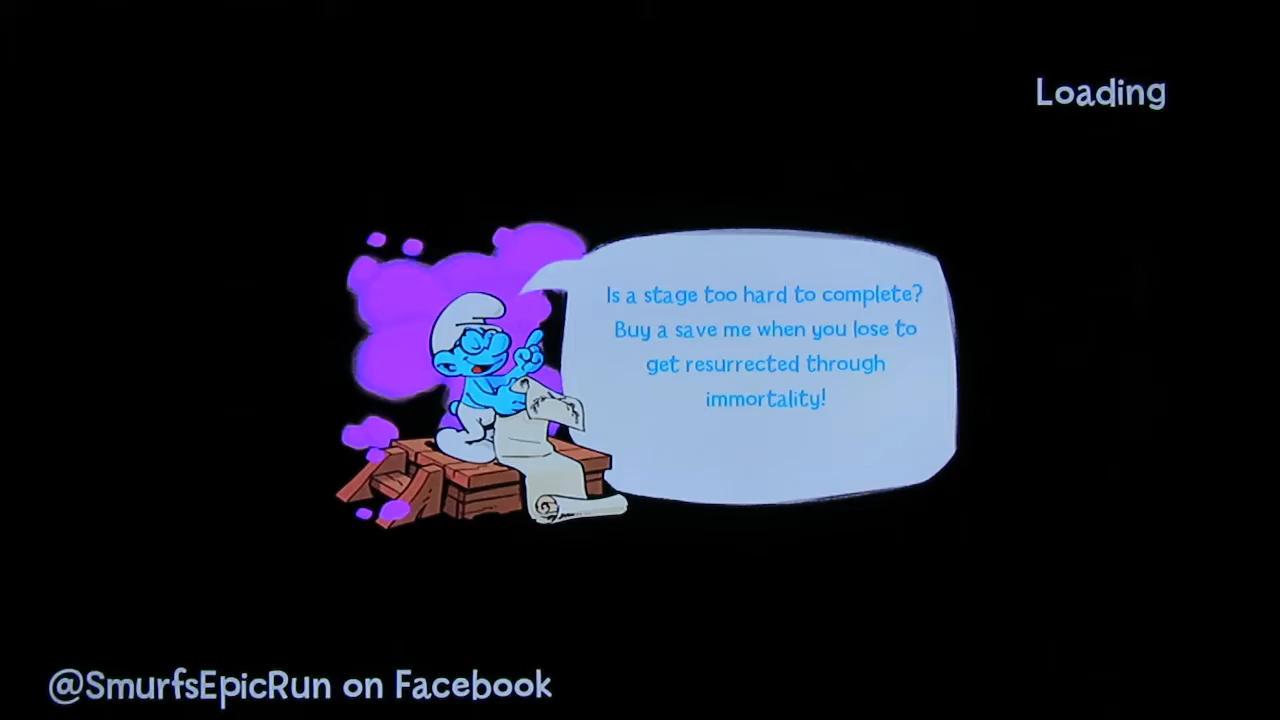 Loading
Is a stage too hard to complete?
Buy a save me when you lose to
get resurrected through
immortality!
@SmurfsEpicRun on Facebook